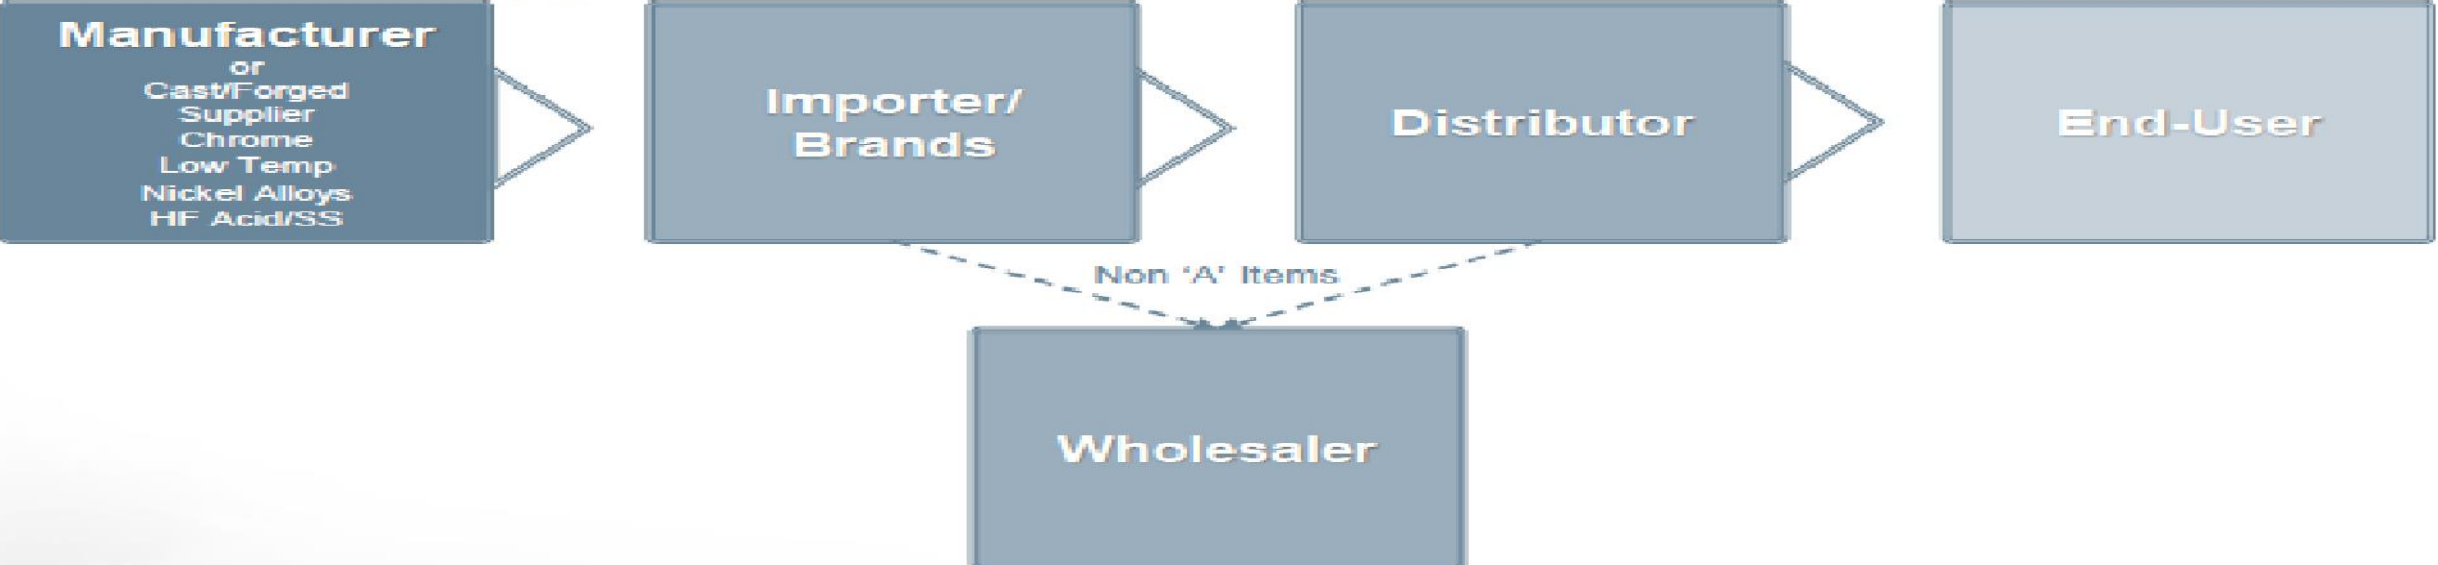 Manufacturer
or
Cast/Forged
Supplier
Chrome
Low Temp
Nickel Alloys
HF Acid/SS
Importer/
Brands
Distributor
End-User
Non ‘A’ Items
Wholesaler